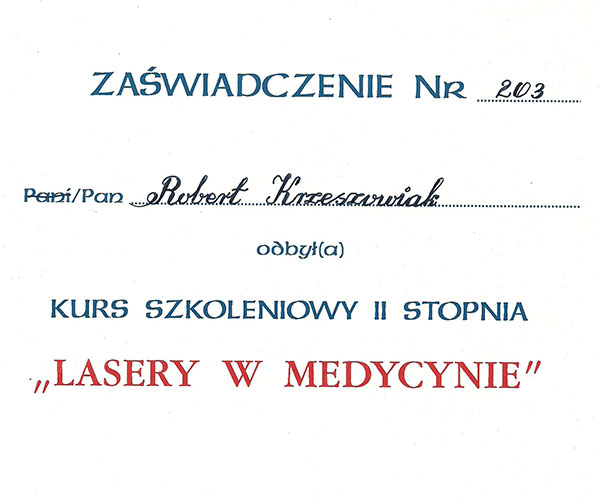 ZAŚWIADCZENIE NR 203
Pani/Pan Robert Krzeszowiak
odbył(a)
KURS SZKOLENIOWY II STOPNIA
„LASERY W MEDYCYNIE”